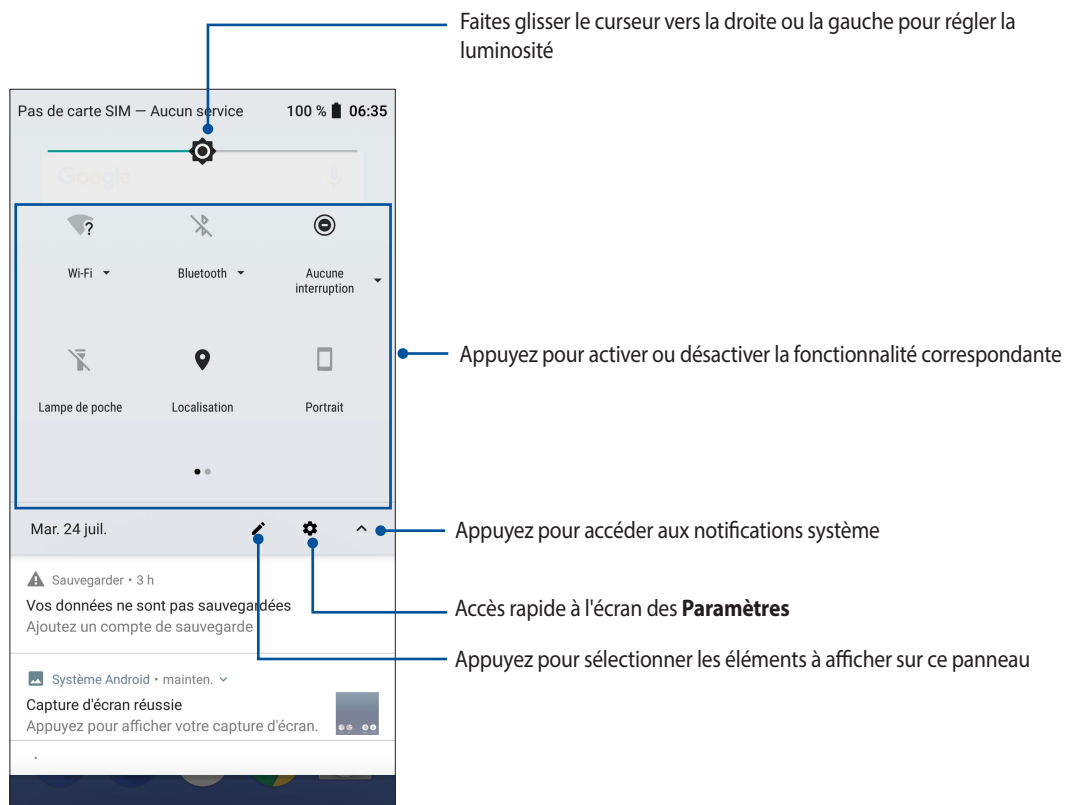 Faites glisser le curseur vers la droite ou la gauche pour régler la
luminosité
Pas de carte SIM — Aucun service 100 % 06:35
Google
?
Wi-Fi
Bluetooth
Aucune
interruption
Appuyez pour activer ou désactiver la fonctionnalité correspondante
Lampe de poche
Localisation
Portrait
Mar. 24 juil.
Appuyez pour accéder aux notifications système
Sauvegarder • 3 h
Vos données ne sont pas sauvegardées
Ajoutez un compte de sauvegarde
Accès rapide à l'écran des Paramètres
Appuyez pour sélectionner les éléments à afficher sur ce panneau
Système Android • mainten.
Capture d'écran réussie
Appuyez pour afficher votre capture d'écran.